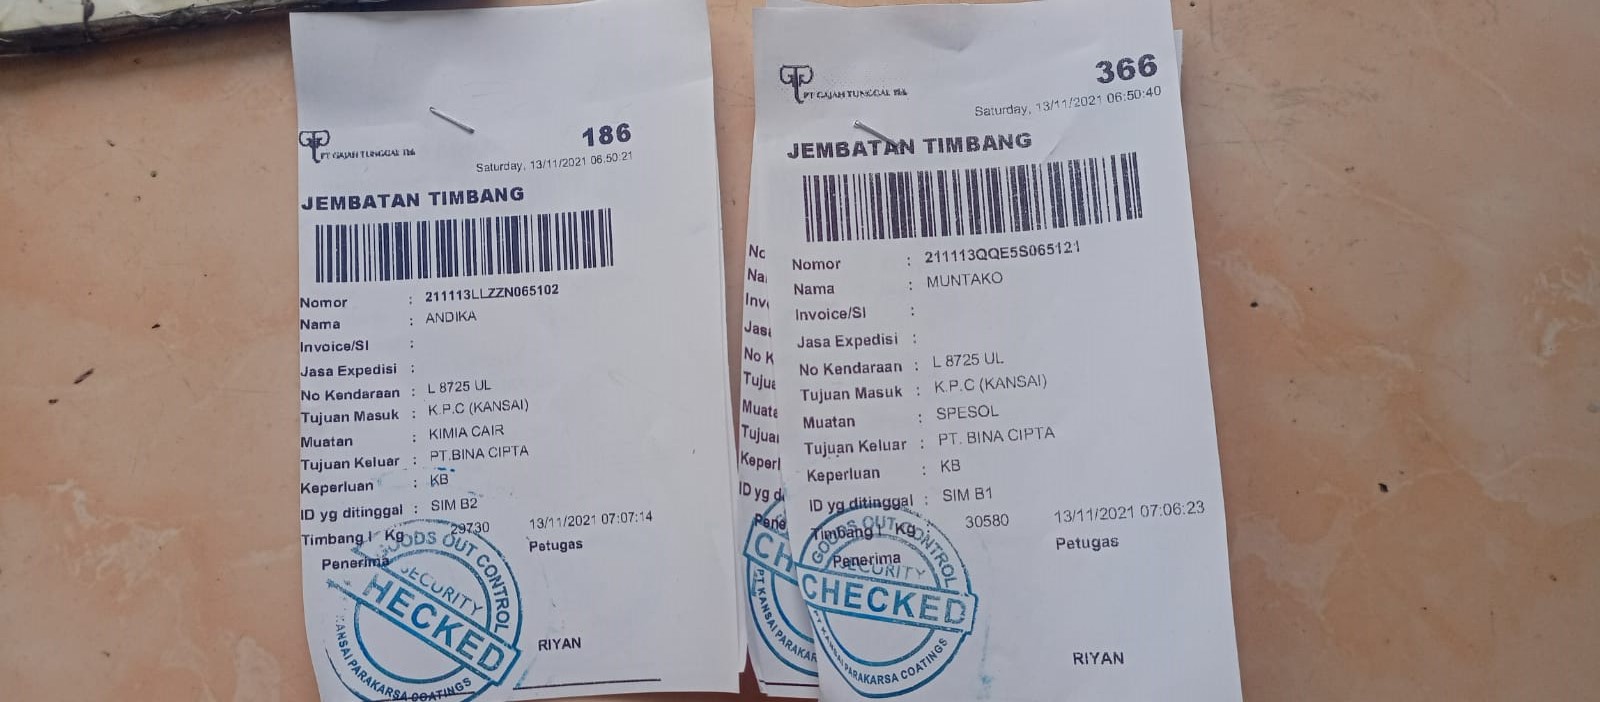 PT GAJAH TUNGGAL Tbk
186
Saturday, 13/11/2021 06:50:21
JEMBATAN TIMBANG
Nomor : 211113LLZZN065102
Nama : ANDIKA
Invoice/SI :
Jasa Expedisi :
No Kendaraan : L 8725 UL
Tujuan Masuk : K.P.C (KANSAI)
Muatan : KIMIA CAIR
Tujuan Keluar : PT.BINA CIPTA
Keperluan : KB
ID yg ditinggal : SIM B2
Timbang I Kg 29730 13/11/2021 07:07:14
Penerima Petugas
GOODS OUT CONTROL
SECURITY
HECKED
KANSAI PARAKARSA COATINGS
RIYAN
No
Na
Inv
Jasi
No K
Tujua
Muata
Tujuar
Keperl
ID yg d
Pene
CH
PT KANSAI PARAKAR
PT GAJAH TUNGGAL Tbk
366
Saturday, 13/11/2021 06:50:40
JEMBATAN TIMBANG
Nomor : 211113QQE5S065121
Nama : MUNTAKO
Invoice/SI :
Jasa Expedisi :
No Kendaraan : L 8725 UL
Tujuan Masuk : K.P.C (KANSAI)
Muatan : SPESOL
Tujuan Keluar : PT. BINA CIPTA
Keperluan : KB
ID yg ditinggal : SIM B1
Timbang I Kg : 30580 13/11/2021 07:06:23
Penerima Petugas
GOODS OUT CONTROL
SECURITY
CHECKED
PT KANSAI PARAKARSA COATINGS
RIYAN